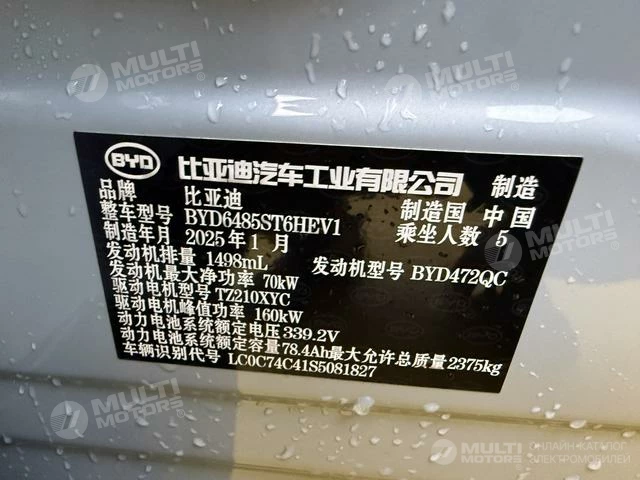 MULTI MOTORS®
MULTI MOTORS®
BYD 比亚迪汽车工业有限公司 制造
品牌 比亚迪 制造国 中国
整车型号 BYD6485ST6HEV1 乘坐人数 5
制造年月 2025年1月
发动机排量 1498mL 发动机型号 BYD472QC
发动机最大净功率 70kW
驱动电机型号 TZ210XYC
驱动电机峰值功率 160kW
动力电池系统额定电压 339.2V
动力电池系统额定容量 78.4Ah 最大允许总质量 2375kg
车辆识别代号 LC0C74C41S5081827
MULTI MOTORS®
MULTI MOTORS
ОНЛАЙН-КАТАЛОГ
ЭЛЕКТРОМОБИЛЕЙ